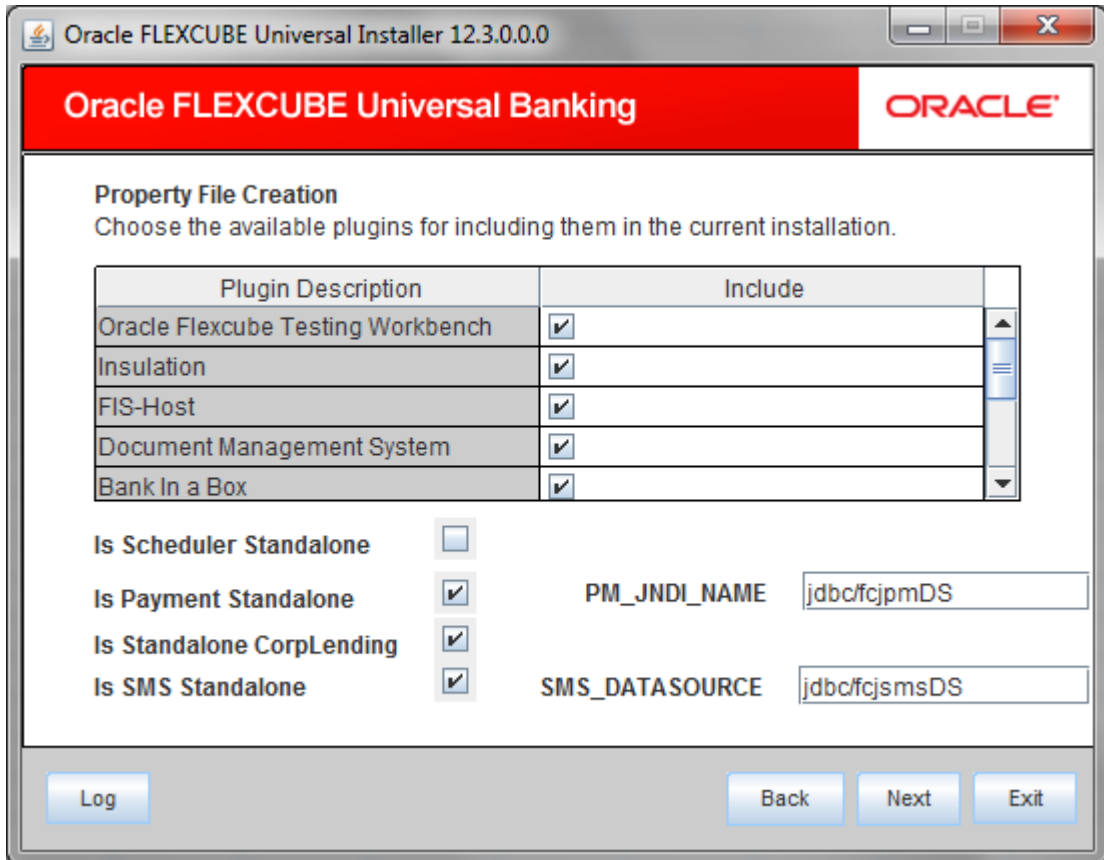 Oracle FLEXCUBE Universal Installer 12.3.0.0.0
Oracle FLEXCUBE Universal Banking
ORACLE
Property File Creation
Choose the available plugins for including them in the current installation.
Plugin Description Include
Oracle Flexcube Testing Workbench
Insulation
FIS-Host
Document Management System
Bank In a Box
Is Scheduler Standalone
Is Payment Standalone PM_JNDI_NAME jdbc/fcjpmDS
Is Standalone CorpLending
Is SMS Standalone SMS_DATASOURCE jdbc/fcjsmsDS
Log Back Next Exit